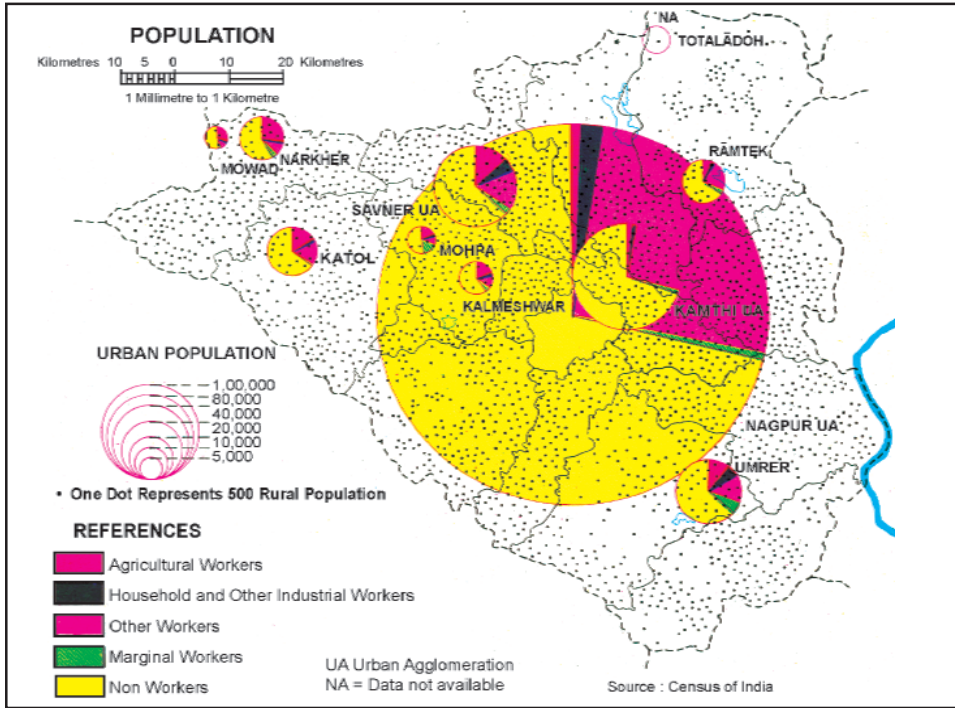 POPULATION
Kilometres 10 5 0 10 20 Kilometres
1 Millimetre to 1 Kilometre
NA
TOTALĀDOH
RĀMTEK
NARKHER
MOWAD
SAVNER UA
MOHPA
KATOL
KALMESHWAR
KAMTHI UA
NAGPUR UA
UMRER
URBAN POPULATION
1,00,000
80,000
40,000
20,000
10,000
5,000
• One Dot Represents 500 Rural Population
REFERENCES
Agricultural Workers
Household and Other Industrial Workers
Other Workers
Marginal Workers
Non Workers
UA Urban Agglomeration
NA = Data not available
Source : Census of India